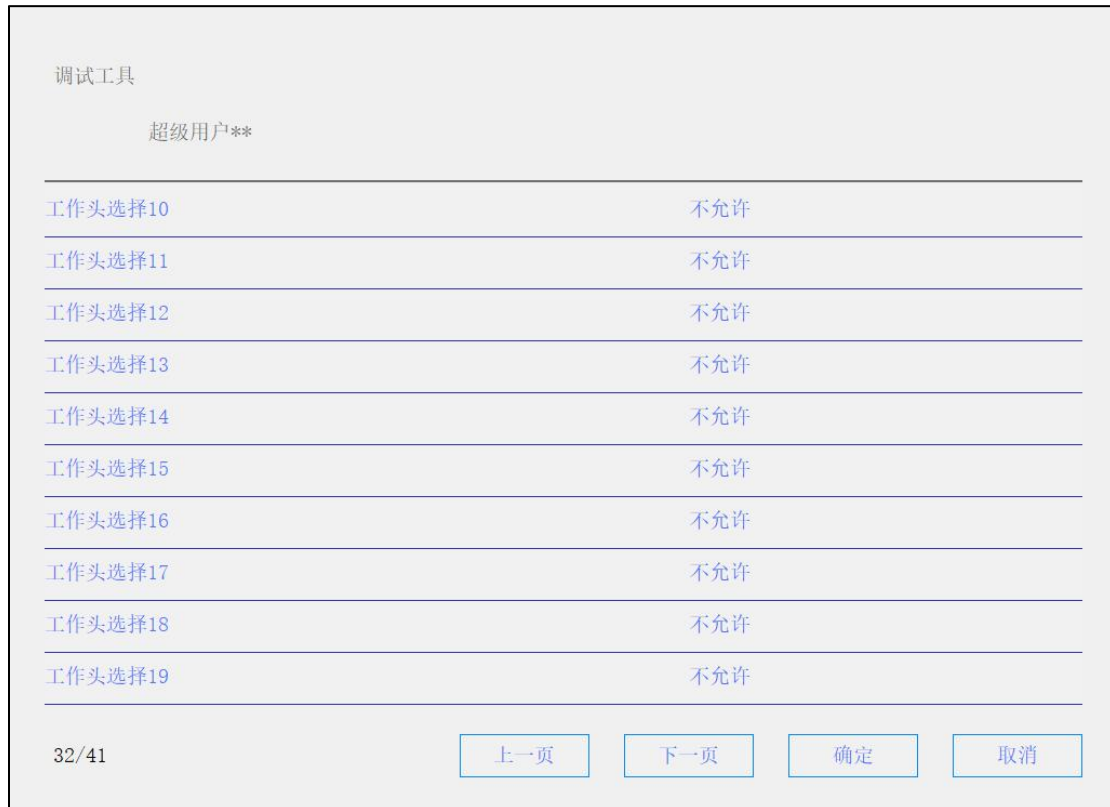 调试工具
超级用户**
工作头选择10 不允许
工作头选择11 不允许
工作头选择12 不允许
工作头选择13 不允许
工作头选择14 不允许
工作头选择15 不允许
工作头选择16 不允许
工作头选择17 不允许
工作头选择18 不允许
工作头选择19 不允许
32/41 上一页 下一页 确定 取消